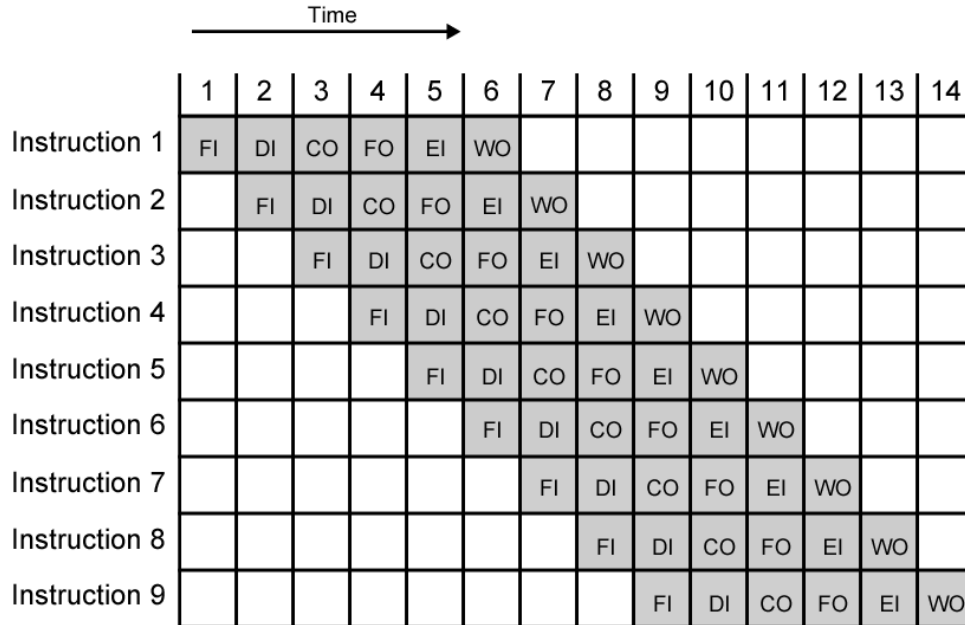 Time
1 2 3 4 5 6 7 8 9 10 11 12 13 14
Instruction 1 FI DI CO FO EI WO
Instruction 2 FI DI CO FO EI WO
Instruction 3 FI DI CO FO EI WO
Instruction 4 FI DI CO FO EI WO
Instruction 5 FI DI CO FO EI WO
Instruction 6 FI DI CO FO EI WO
Instruction 7 FI DI CO FO EI WO
Instruction 8 FI DI CO FO EI WO
Instruction 9 FI DI CO FO EI WO